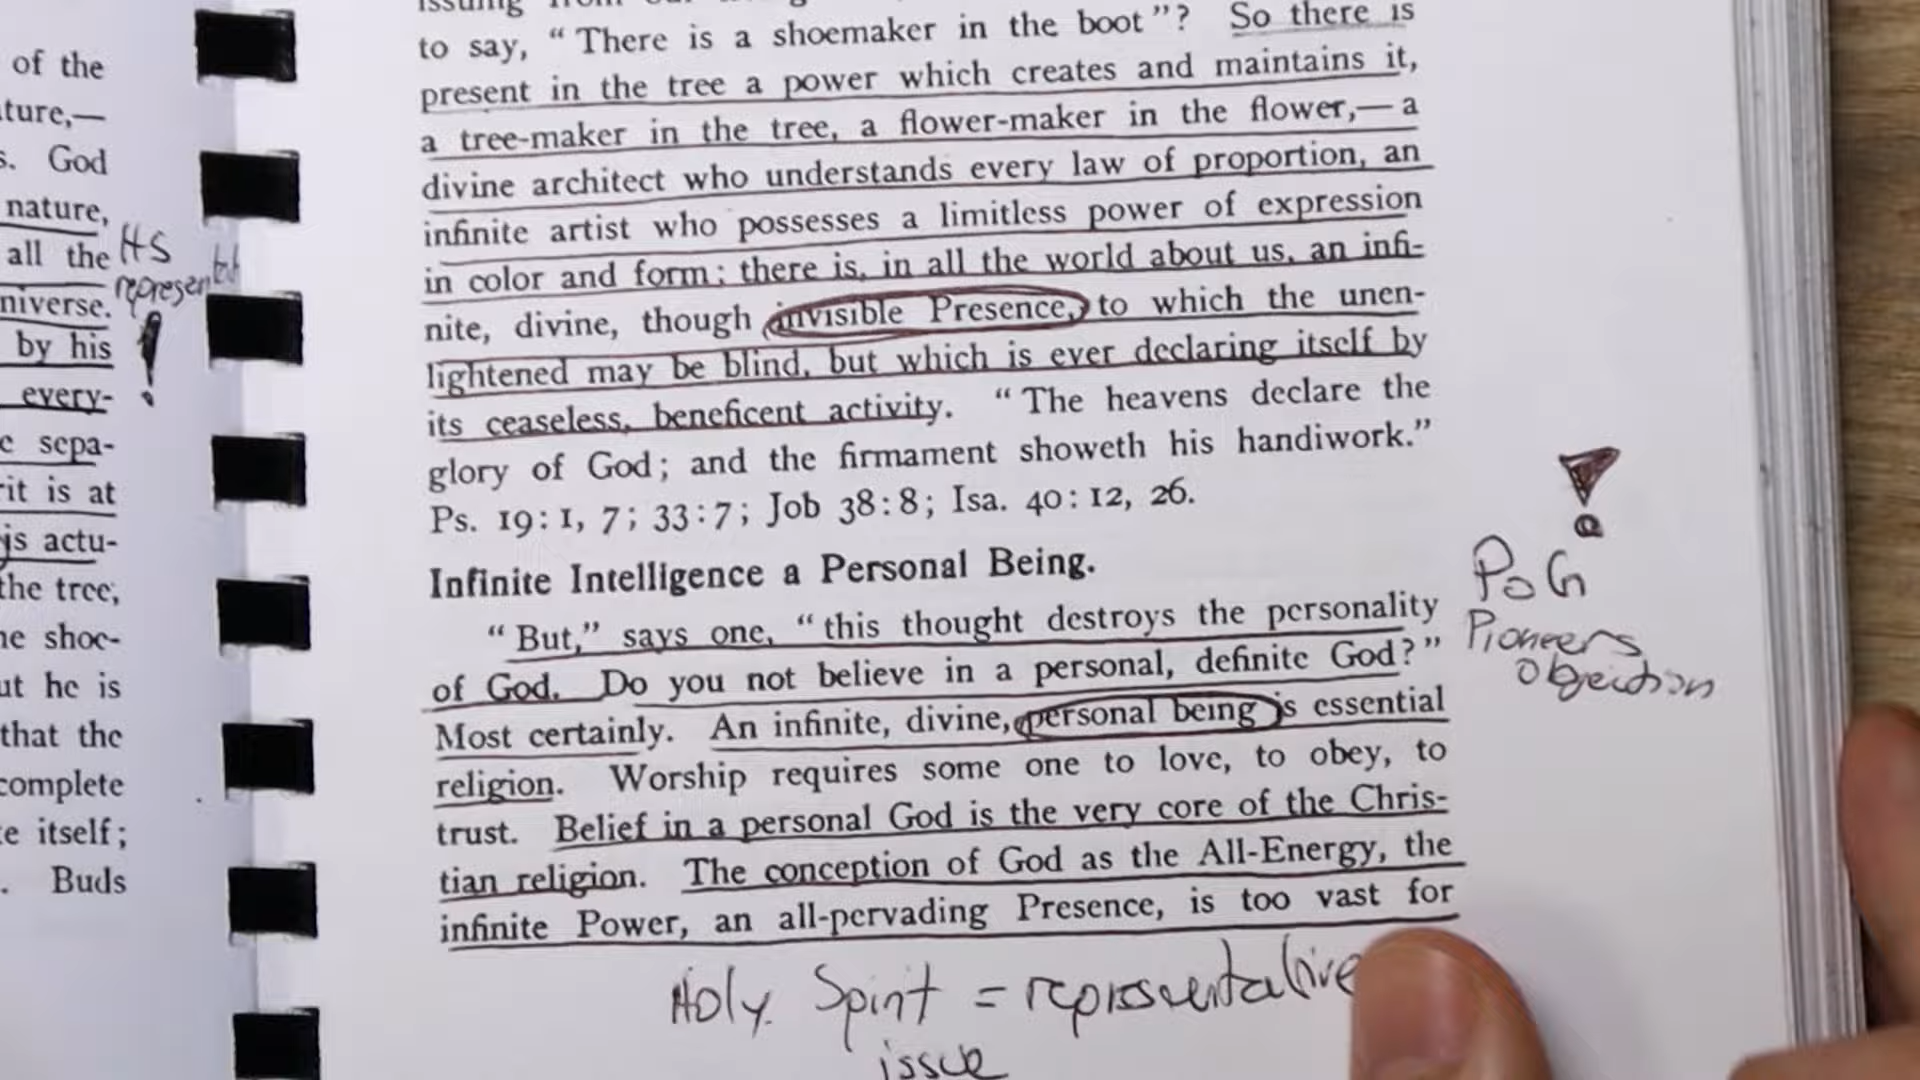 of the
ture,—
s. God
nature,
all the
niverse.
by his
every-
e sepa-
rit is at
is actu-
the tree,
he shoe-
ut he is
that the
complete
e itself;
. Buds
HS
represent
issuing from our
to say, “There is a shoemaker in the boot”? So there is
present in the tree a power which creates and maintains it,
a tree-maker in the tree, a flower-maker in the flower,— a
divine architect who understands every law of proportion, an
infinite artist who possesses a limitless power of expression
in color and form; there is, in all the world about us, an infi-
nite, divine, though invisible Presence, to which the unen-
lightened may be blind, but which is ever declaring itself by
its ceaseless, beneficent activity. “The heavens declare the
glory of God; and the firmament showeth his handiwork.”
Ps. 19:1, 7; 33:7; Job 38:8; Isa. 40:12, 26.
Infinite Intelligence a Personal Being.
“But,” says one, “this thought destroys the personality
of God. Do you not believe in a personal, definite God?”
Most certainly. An infinite, divine, personal being is essential
religion. Worship requires some one to love, to obey, to
trust. Belief in a personal God is the very core of the Chris-
tian religion. The conception of God as the All-Energy, the
infinite Power, an all-pervading Presence, is too vast for
PoG
Pioneers
Objection
Holy Spirit = representative
issue